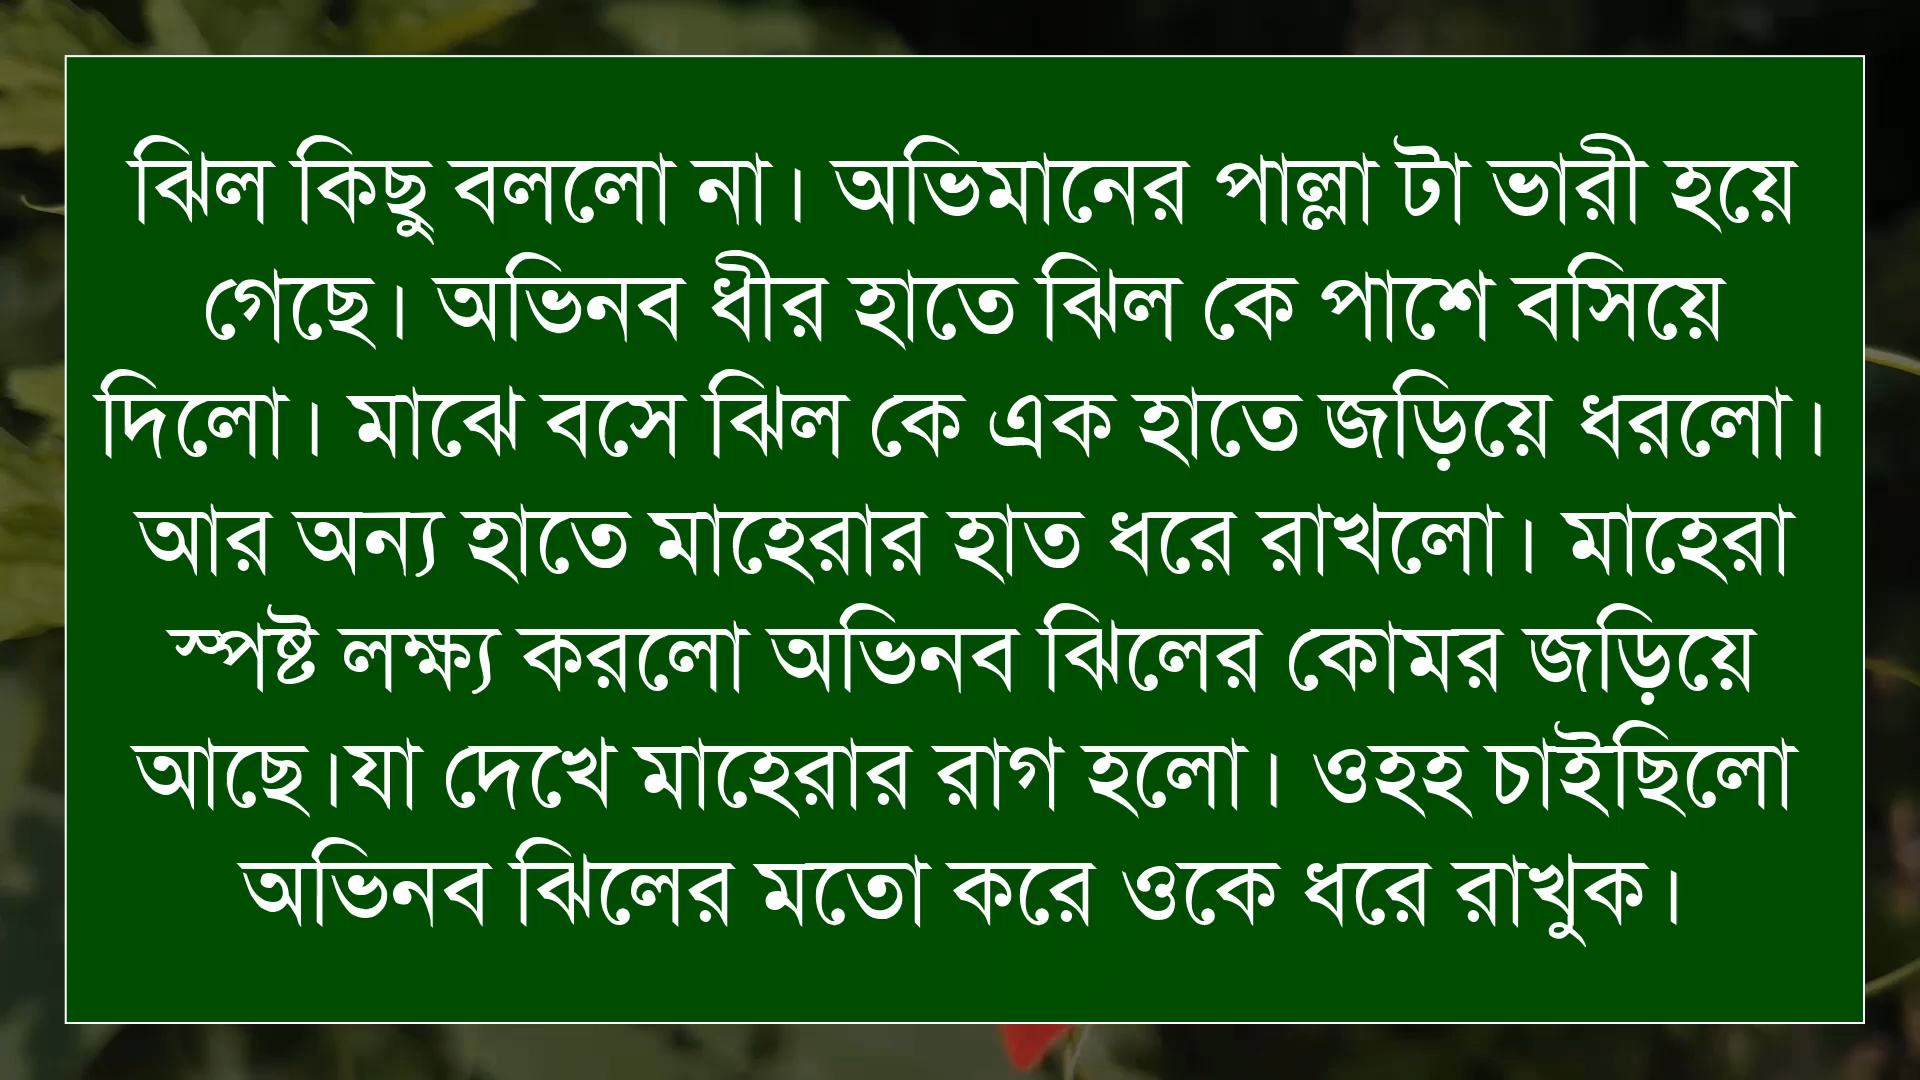 ঝিল কিছু বললো না। অভিমানের পাল্লা টা ভারী হয়ে
গেছে। অভিনব ধীর হাতে ঝিল কে পাশে বসিয়ে
দিলো। মাঝে বসে ঝিল কে এক হাতে জড়িয়ে ধরলো।
আর অন্য হাতে মাহেরার হাত ধরে রাখলো। মাহেরা
স্পষ্ট লক্ষ্য করলো অভিনব ঝিলের কোমর জড়িয়ে
আছে।যা দেখে মাহেরার রাগ হলো। ওহহ চাইছিলো
অভিনব ঝিলের মতো করে ওকে ধরে রাখুক।